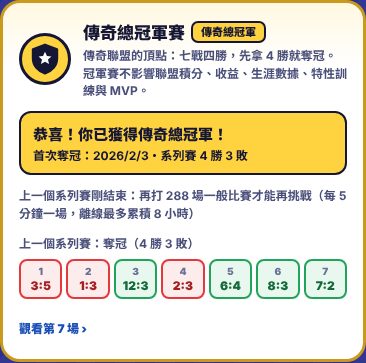 傳奇總冠軍賽 傳奇總冠軍
傳奇聯盟的頂點：七戰四勝，先拿 4 勝就奪冠。
冠軍賽不影響聯盟積分、收益、生涯數據、特性訓
練與 MVP。
恭喜！你已獲得傳奇總冠軍！
首次奪冠：2026/2/3・系列賽 4 勝 3 敗
上一個系列賽剛結束：再打 288 場一般比賽才能再挑戰（每 5
分鐘一場，離線最多累積 8 小時）
上一個系列賽：奪冠（4 勝 3 敗）
1 2 3 4 5 6 7
3:5 1:3 12:3 2:3 6:4 8:3 7:2
觀看第 7 場 ›